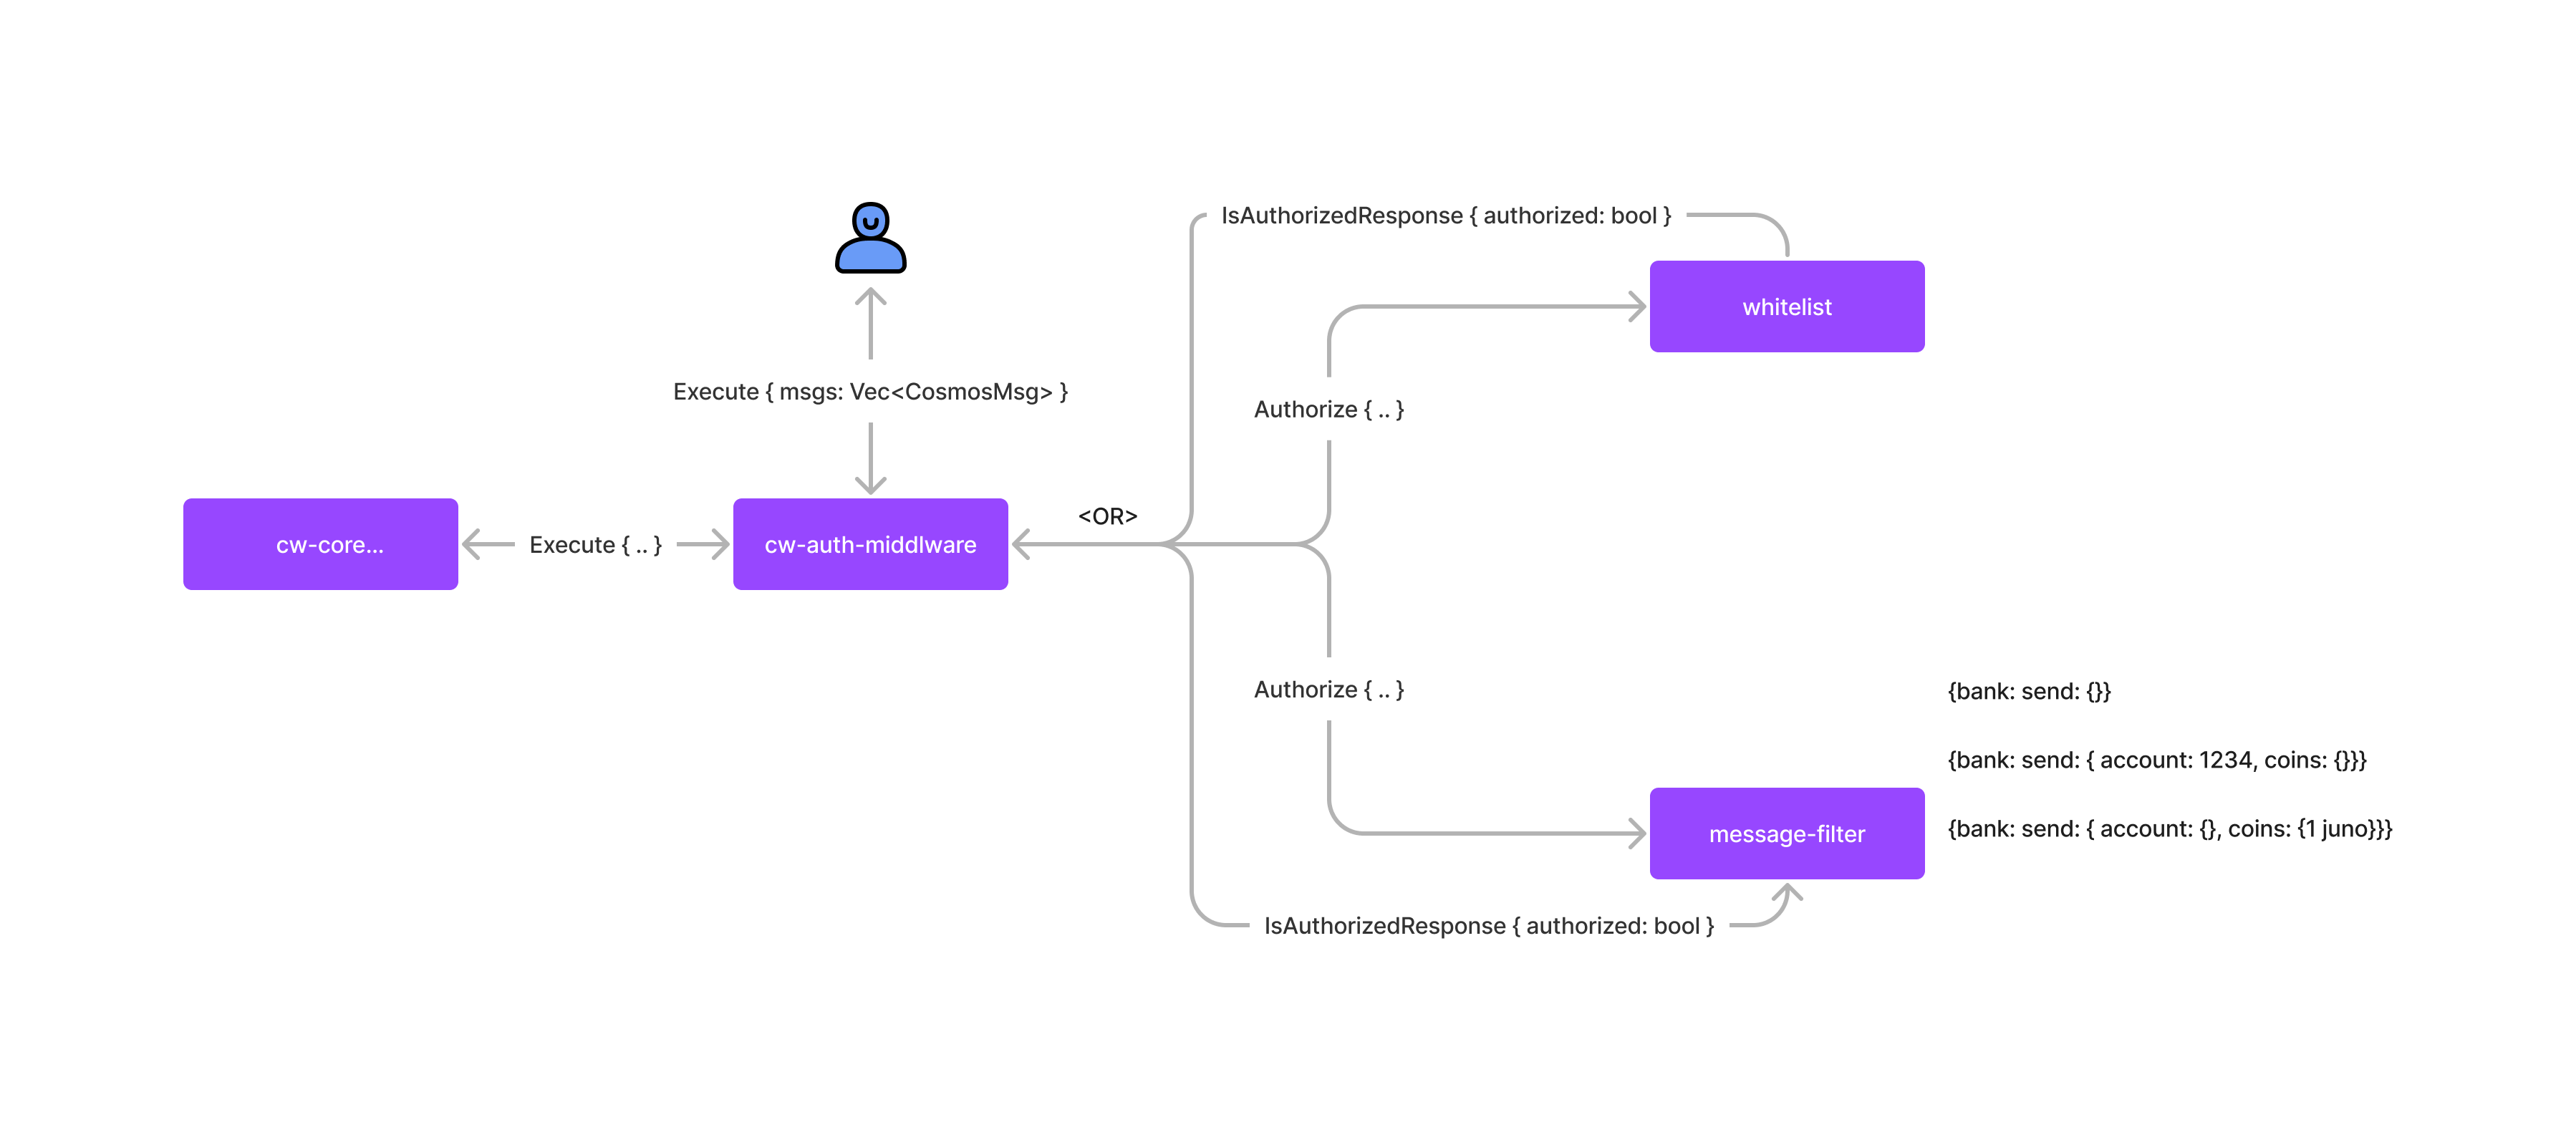 IsAuthorizedResponse { authorized: bool }
whitelist
Execute { msgs: Vec<CosmosMsg> }
Authorize { .. }
<OR>
cw-core...
Execute { .. }
cw-auth-middlware
Authorize { .. }
{bank: send: {}}
{bank: send: { account: 1234, coins: {}}}
message-filter
{bank: send: { account: {}, coins: {1 juno}}}
IsAuthorizedResponse { authorized: bool }